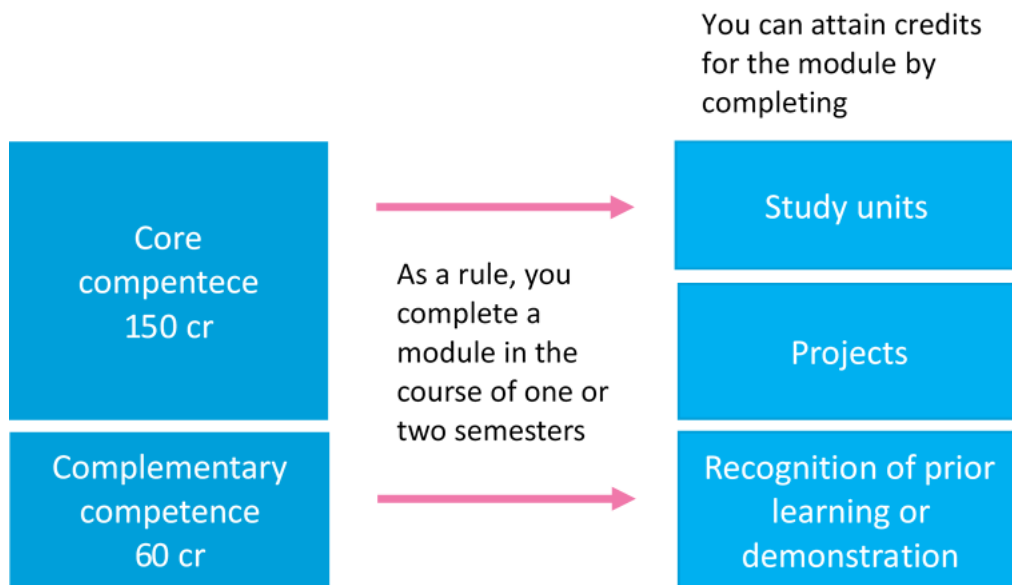 You can attain credits
for the module by
completing
Core
compentece
150 cr
As a rule, you
complete a
module in the
course of one or
two semesters
Complementary
competence
60 cr
Study units
Projects
Recognition of prior
learning or
demonstration